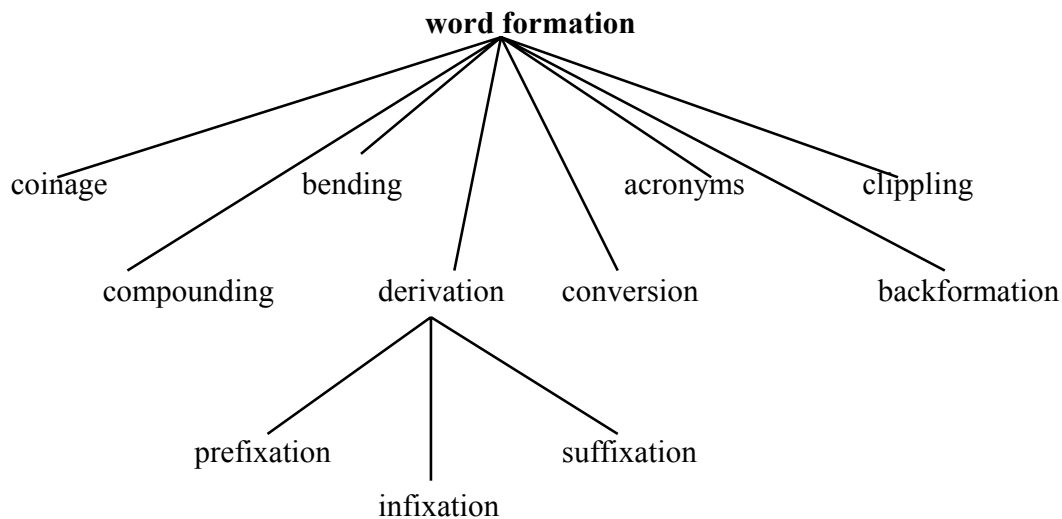 word formation
coinage bending acronyms clippling
compounding derivation conversion backformation
prefixation suffixation
infixation